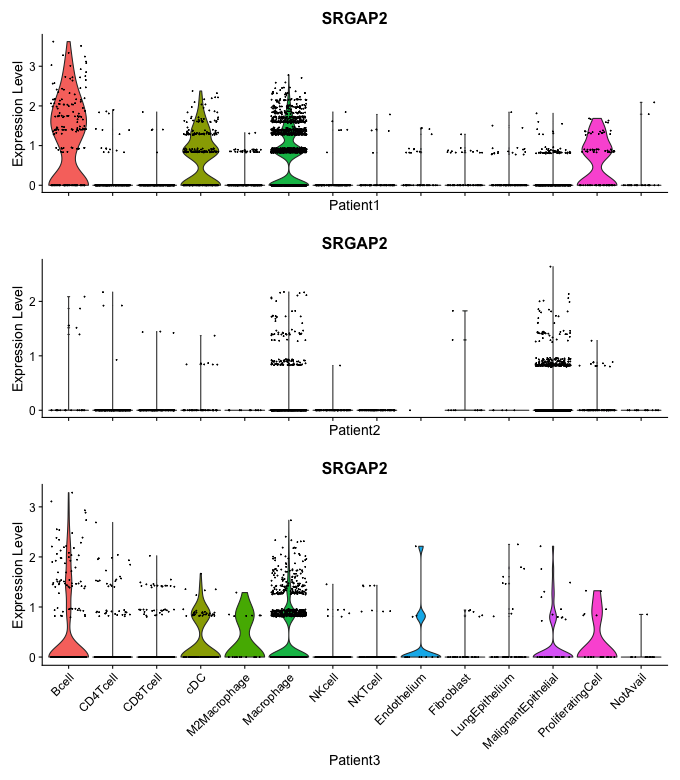 SRGAP2
Expression Level
3
2
1
0
Patient1
SRGAP2
Expression Level
2
1
0
Patient2
SRGAP2
Expression Level
3
2
1
0
Bcell
CD4Tcell
CD8Tcell
cDC
M2Macrophage
Macrophage
NKcell
NKTcell
Endothelium
Fibroblast
LungEpithelium
MalignantEpithelial
ProliferatingCell
NotAvail
Patient3